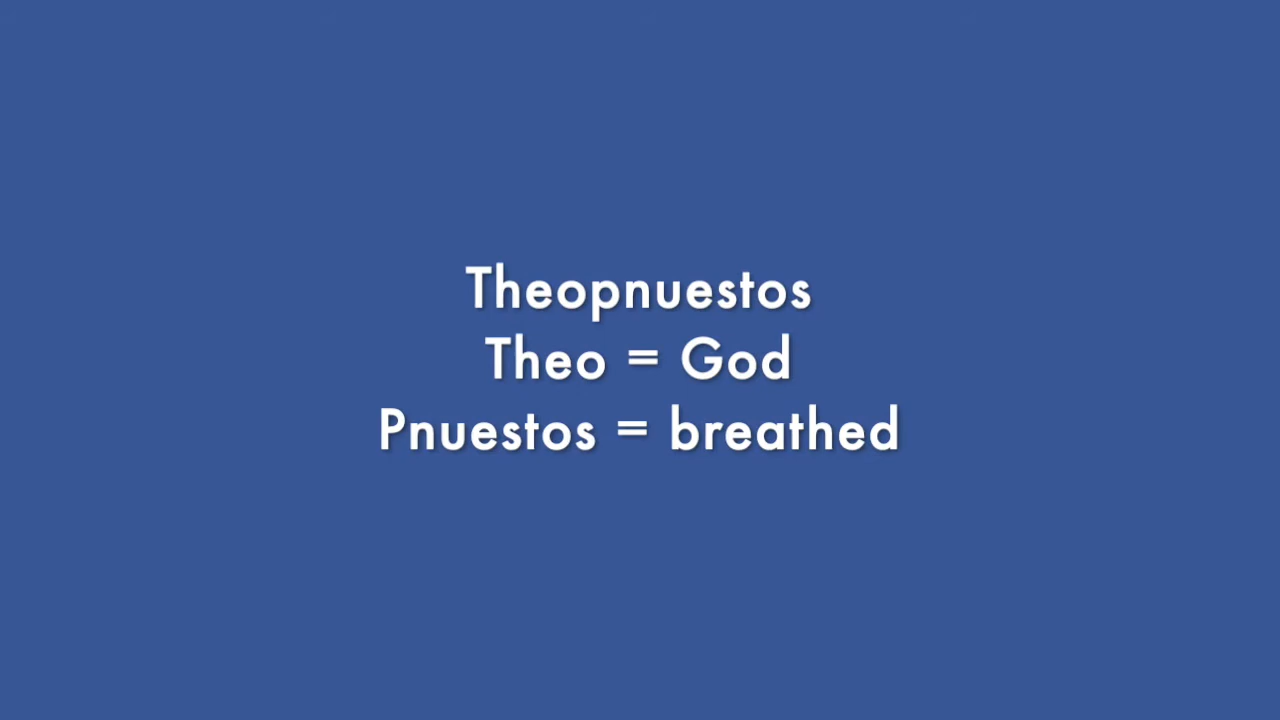 Theopnuestos
Theo = God
Pnuestos = breathed